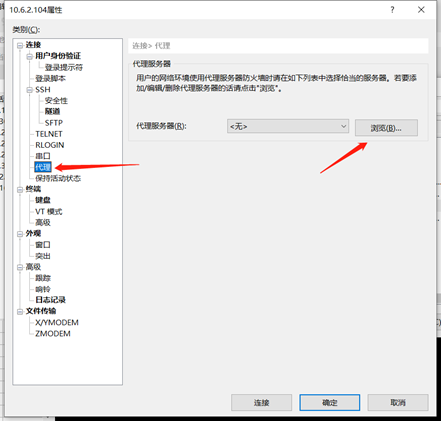 10.6.2.104属性
类别(C):
连接
用户身份验证
登录提示符
登录脚本
SSH
安全性
隧道
SFTP
TELNET
RLOGIN
串口
代理
保持活动状态
终端
键盘
VT 模式
高级
外观
窗口
突出
高级
跟踪
响铃
日志记录
文件传输
X/YMODEM
ZMODEM
连接> 代理
代理服务器
用户的网络环境使用代理服务器防火墙时请在如下列表中选择恰当的服务器。若要添
加/编辑/删除代理服务器的话请点击"浏览"。
代理服务器(R):
<无>
浏览(B)...
连接
确定
取消